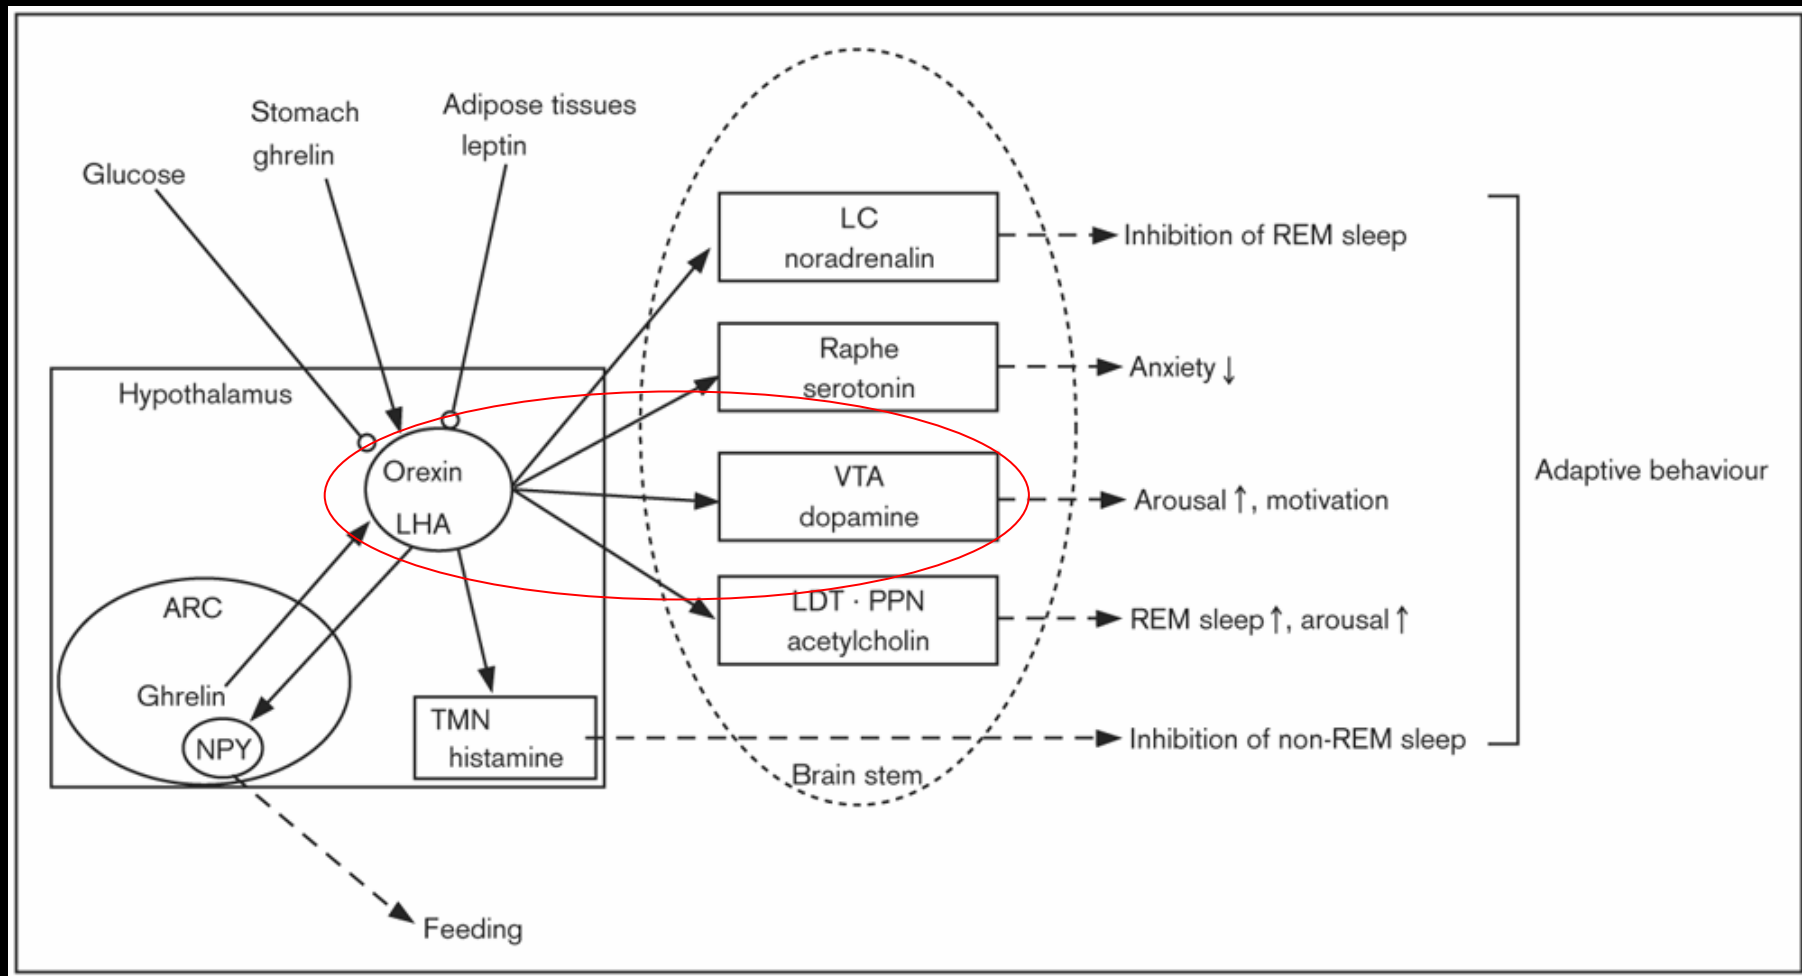 Stomach
ghrelin
Adipose tissues
leptin
Glucose
Hypothalamus
Orexin
LHA
ARC
Ghrelin
NPY
TMN
histamine
Feeding
LC
noradrenalin
Raphe
serotonin
VTA
dopamine
LDT · PPN
acetylcholin
Brain stem
Inhibition of REM sleep
Anxiety ↓
Arousal ↑, motivation
REM sleep ↑, arousal ↑
Inhibition of non-REM sleep
Adaptive behaviour